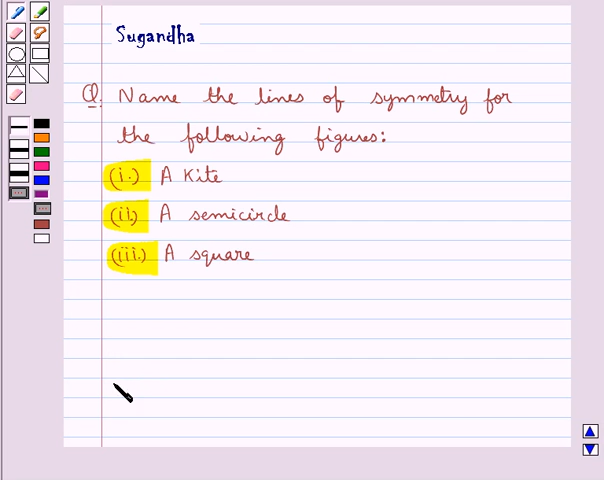 Sugandha
Q. Name the lines of symmetry for
the following figures:
(i.) A kite
(ii) A semicircle
(iii.) A square